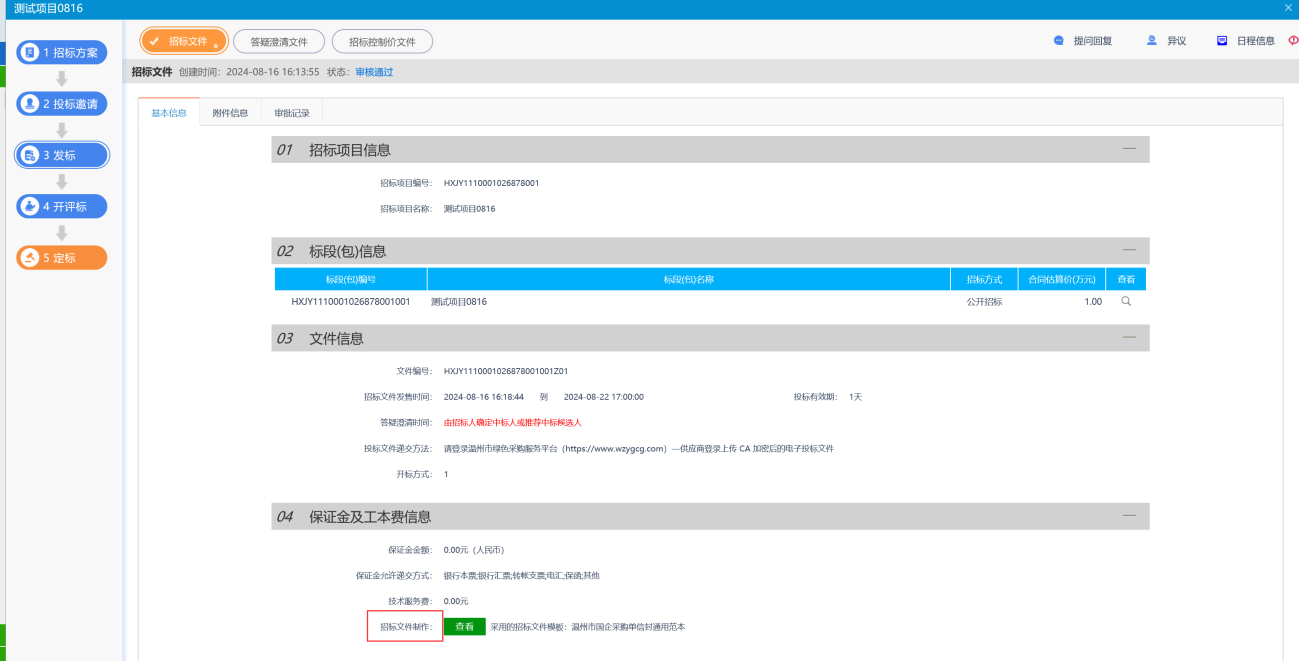 测试项目0816
1 招标方案
2 投标邀请
3 发标
4 开评标
5 定标
招标文件 答疑澄清文件 招标控制价文件
提问回复 异议 日程信息
招标文件 创建时间: 2024-08-16 16:13:55 状态: 审核通过
基本信息 附件信息 审批记录
01 招标项目信息
招标项目编号: HXJY1110001026878001
招标项目名称: 测试项目0816
02 标段(包)信息
标段(包)编号 标段(包)名称 招标方式 合同估算价(万元) 查看
HXJY1110001026878001001 测试项目0816 公开招标 1.00
03 文件信息
文件编号: HXJY1110001026878001001Z01
招标文件发售时间: 2024-08-16 16:18:44 到 2024-08-22 17:00:00 投标有效期: 1天
答疑澄清时间: 由招标人确定中标人或推荐中标候选人
投标文件递交方法: 请登录温州市绿色采购服务平台（https://www.wzygcg.com）—供应商登录上传 CA 加密后的电子投标文件
开标方式: 1
04 保证金及工本费信息
保证金金额: 0.00元（人民币）
保证金允许递交方式: 银行本票;银行汇票;转帐支票;电汇;保函;其他
技术服务费: 0.00元
招标文件制作: 查看 采用的招标文件模板: 温州市国企采购单信封通用范本